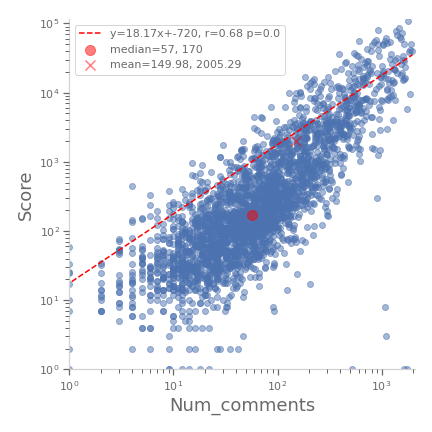 y=18.17x+-720, r=0.68 p=0.0
median=57, 170
mean=149.98, 2005.29
Score
10⁵
10⁴
10³
10²
10¹
10⁰
10⁰ 10¹ 10² 10³
Num_comments